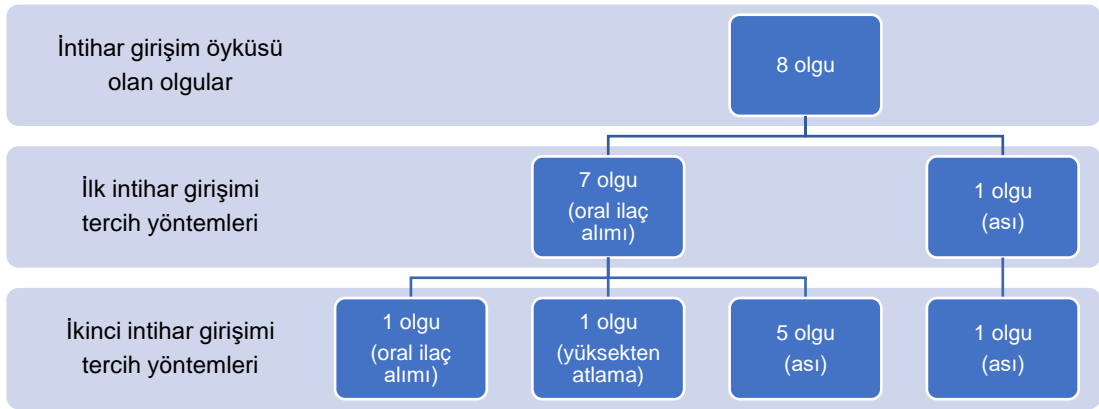 İntihar girişim öyküsü
olan olgular
8 olgu
İlk intihar girişimi
tercih yöntemleri
7 olgu
(oral ilaç
alımı)
1 olgu
(ası)
İkinci intihar girişimi
tercih yöntemleri
1 olgu
(oral ilaç
alımı)
1 olgu
(yüksekten
atlama)
5 olgu
(ası)
1 olgu
(ası)